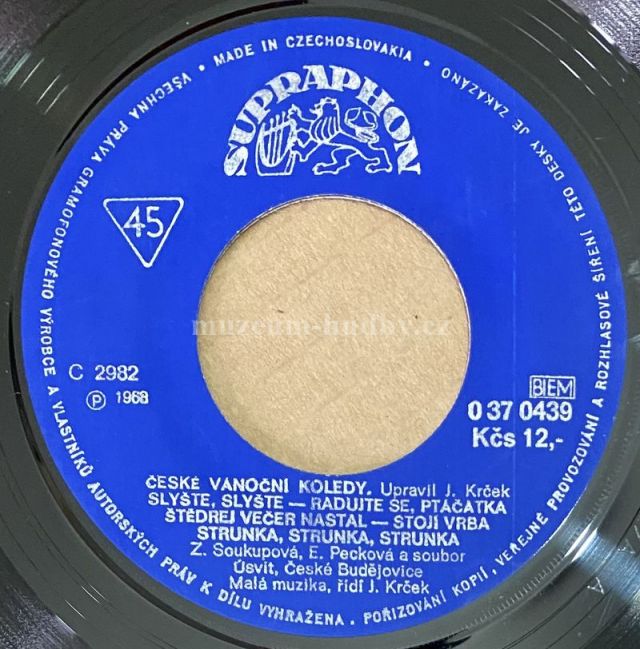 VŠECHNA PRÁVA GRAMOFONOVÉHO VÝROBCE A VLASTNÍKŮ AUTORSKÝCH PRÁV K DÍLU VYHRAŽENA . POŘIZOVÁNÍ KOPIÍ, VEŘEJNÉ PROVOZOVÁNÍ A ROZHLASOVÉ ŠÍŘENÍ TÉTO DESKY JE ZAKÁZÁNO
• MADE IN CZECHOSLOVAKIA •
SUPRAPHON
45
muzeum-hudby.cz
C 2982
Ⓟ 1968
BIEM
0 37 0439
Kčs 12,-
ČESKÉ VANOČNÍ KOLEDY. Upravil J. Krček
SLYŠTE, SLYŠTE — RADUJTE SE, PTÁČÁTKA
ŠTĚDREJ VEČER NASTAL — STOJÍ VRBA
STRUNKA, STRUNKA, STRUNKA
Z. Soukupová, E. Pecková a soubor
Úsvit, České Budějovice
Malá muzika, řídí J. Krček